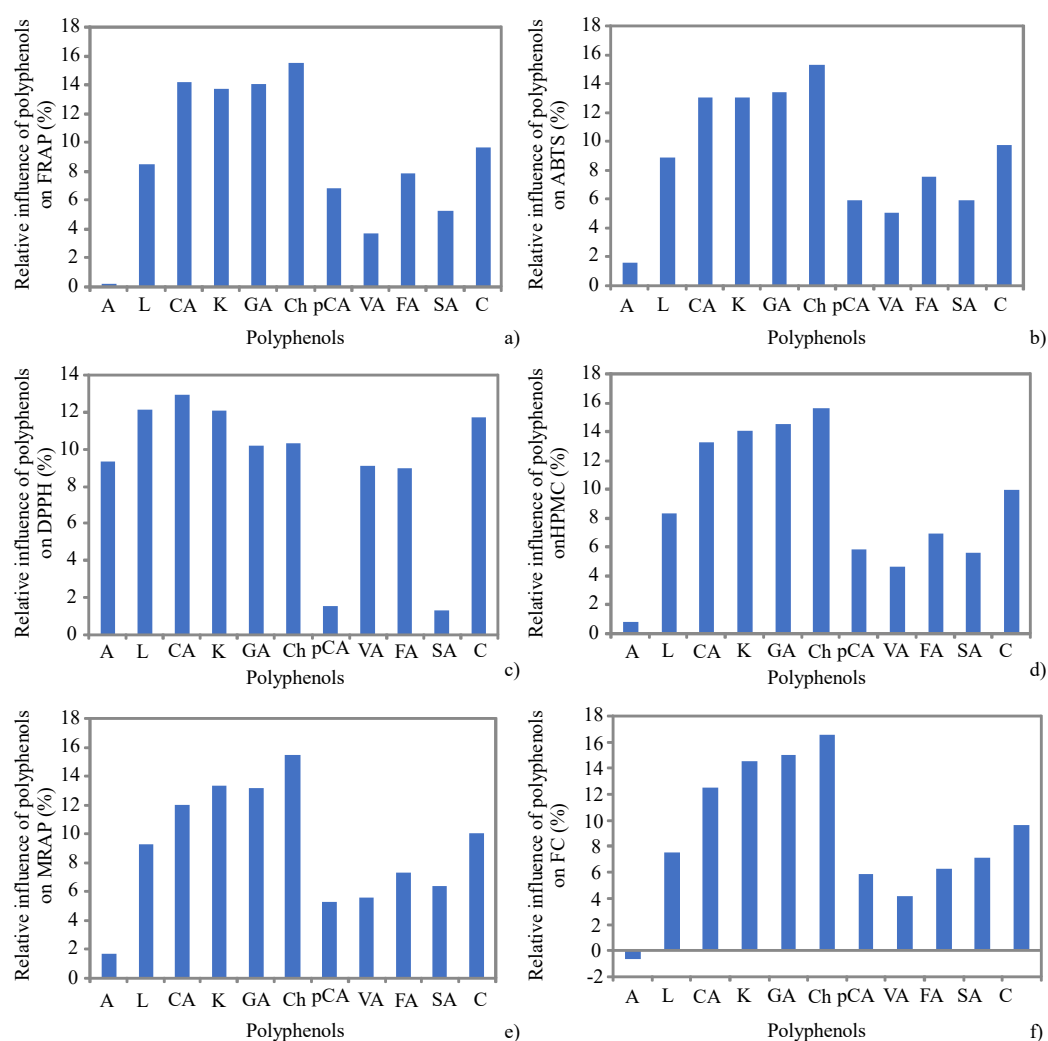 Relative influence of polyphenols
on FRAP (%)
18
16
14
12
10
8
6
4
2
0
A L CA K GA Ch pCA VA FA SA C
Polyphenols
a)
Relative influence of polyphenols
on ABTS (%)
18
16
14
12
10
8
6
4
2
0
A L CA K GA Ch pCA VA FA SA C
Polyphenols
b)
Relative influence of polyphenols
on DPPH (%)
14
12
10
8
6
4
2
0
A L CA K GA Ch pCA VA FA SA C
Polyphenols
c)
Relative influence of polyphenols
onHPMC (%)
18
16
14
12
10
8
6
4
2
0
A L CA K GA Ch pCA VA FA SA C
Polyphenols
d)
Relative influence of polyphenols
on MRAP (%)
18
16
14
12
10
8
6
4
2
0
A L CA K GA Ch pCA VA FA SA C
Polyphenols
e)
Relative influence of polyphenols
on FC (%)
18
16
14
12
10
8
6
4
2
0
-2
A L CA K GA Ch pCA VA FA SA C
Polyphenols
f)